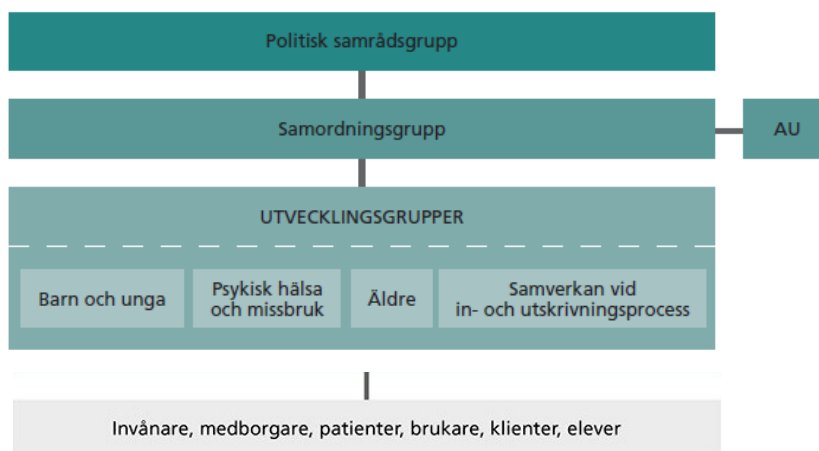 Politisk samrådsgrupp
Samordningsgrupp
AU
UTVECKLINGSGRUPPER
Barn och unga
Psykisk hälsa
och missbruk
Äldre
Samverkan vid
in- och utskrivningsprocess
Invånare, medborgare, patienter, brukare, klienter, elever